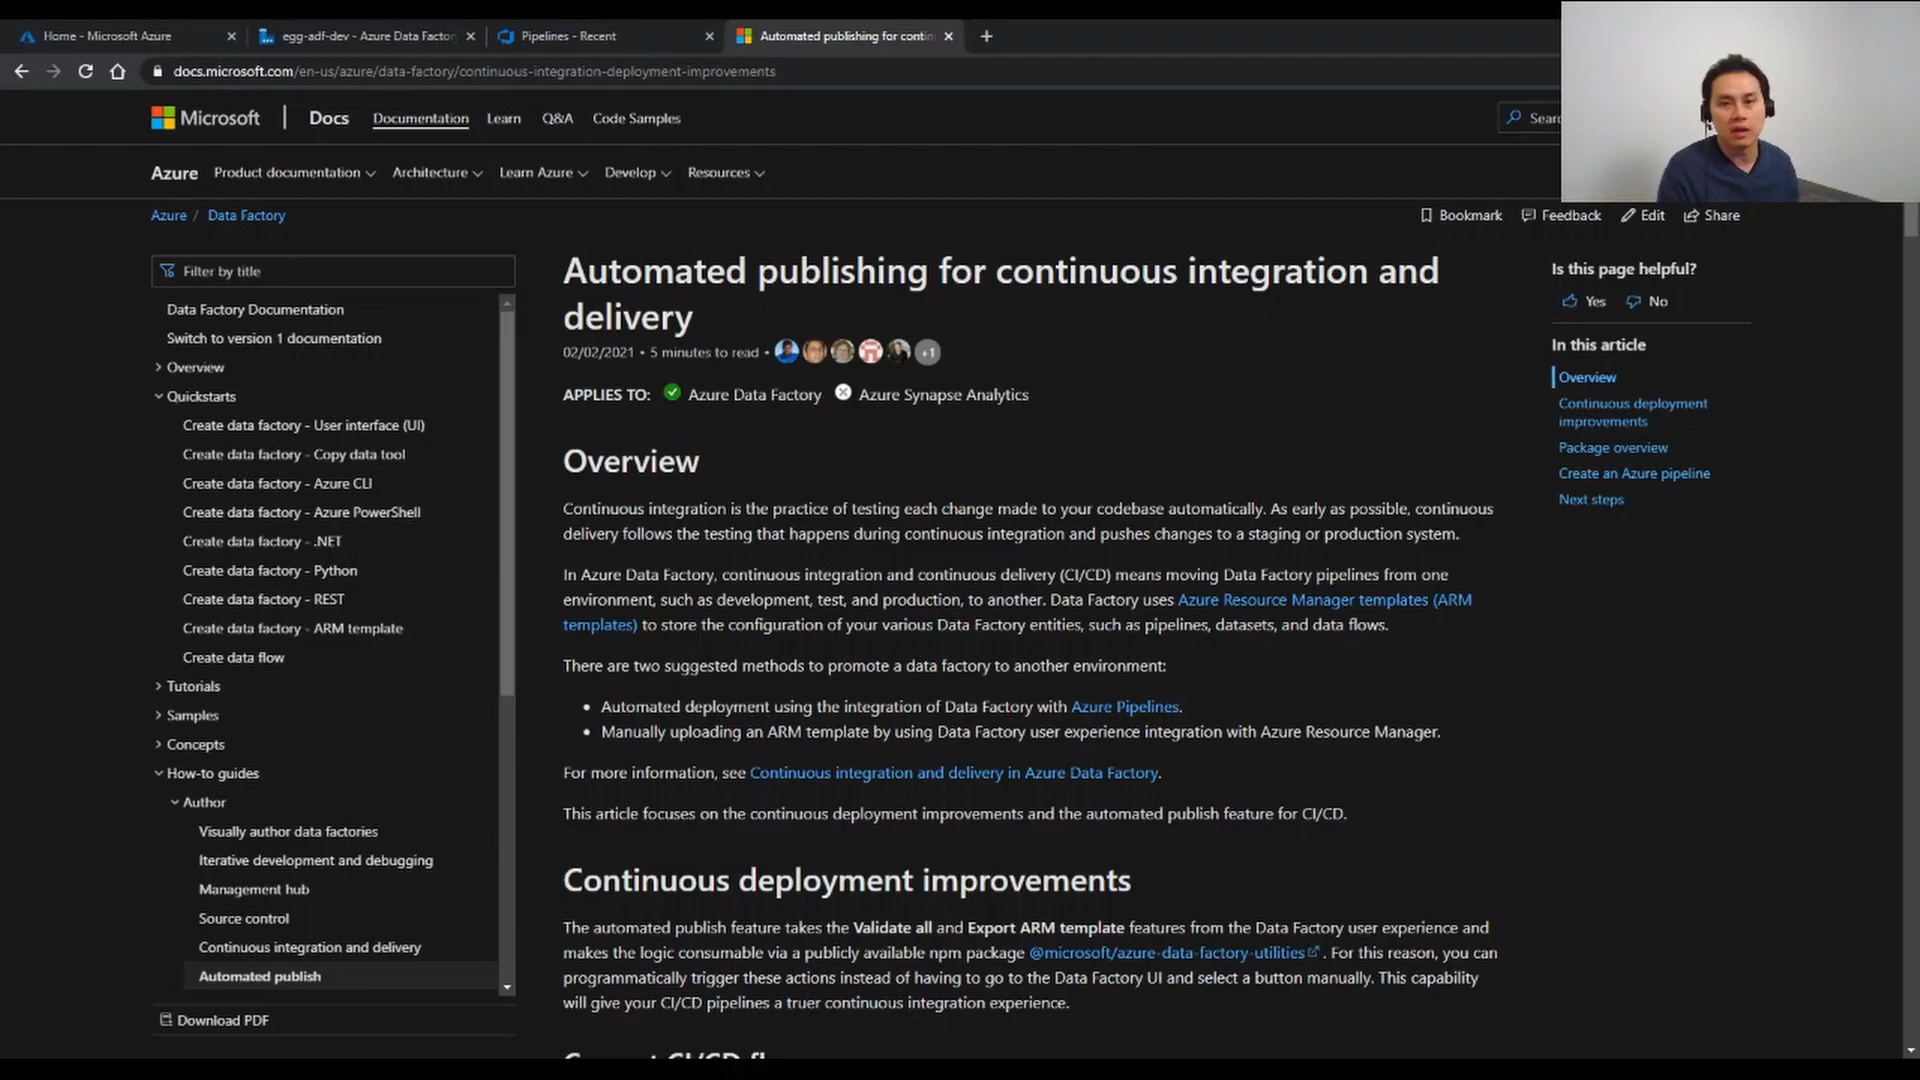 Home - Microsoft Azure
egg-adf-dev - Azure Data Factory
Pipelines - Recent
Automated publishing for contin
docs.microsoft.com/en-us/azure/data-factory/continuous-integration-deployment-improvements
Microsoft
Docs
Documentation
Learn
Q&A
Code Samples
Searc
Azure
Product documentation
Architecture
Learn Azure
Develop
Resources
Azure / Data Factory
Bookmark
Feedback
Edit
Share
Filter by title
Data Factory Documentation
Switch to version 1 documentation
Overview
Quickstarts
Create data factory - User interface (UI)
Create data factory - Copy data tool
Create data factory - Azure CLI
Create data factory - Azure PowerShell
Create data factory - .NET
Create data factory - Python
Create data factory - REST
Create data factory - ARM template
Create data flow
Tutorials
Samples
Concepts
How-to guides
Author
Visually author data factories
Iterative development and debugging
Management hub
Source control
Continuous integration and delivery
Automated publish
Download PDF
Automated publishing for continuous integration and
delivery
02/02/2021 • 5 minutes to read • +1
APPLIES TO: Azure Data Factory Azure Synapse Analytics
Overview
Continuous integration is the practice of testing each change made to your codebase automatically. As early as possible, continuous
delivery follows the testing that happens during continuous integration and pushes changes to a staging or production system.
In Azure Data Factory, continuous integration and continuous delivery (CI/CD) means moving Data Factory pipelines from one
environment, such as development, test, and production, to another. Data Factory uses Azure Resource Manager templates (ARM
templates) to store the configuration of your various Data Factory entities, such as pipelines, datasets, and data flows.
There are two suggested methods to promote a data factory to another environment:
• Automated deployment using the integration of Data Factory with Azure Pipelines.
• Manually uploading an ARM template by using Data Factory user experience integration with Azure Resource Manager.
For more information, see Continuous integration and delivery in Azure Data Factory.
This article focuses on the continuous deployment improvements and the automated publish feature for CI/CD.
Continuous deployment improvements
The automated publish feature takes the Validate all and Export ARM template features from the Data Factory user experience and
makes the logic consumable via a publicly available npm package @microsoft/azure-data-factory-utilities . For this reason, you can
programmatically trigger these actions instead of having to go to the Data Factory UI and select a button manually. This capability
will give your CI/CD pipelines a truer continuous integration experience.
Is this page helpful?
Yes
No
In this article
Overview
Continuous deployment
improvements
Package overview
Create an Azure pipeline
Next steps